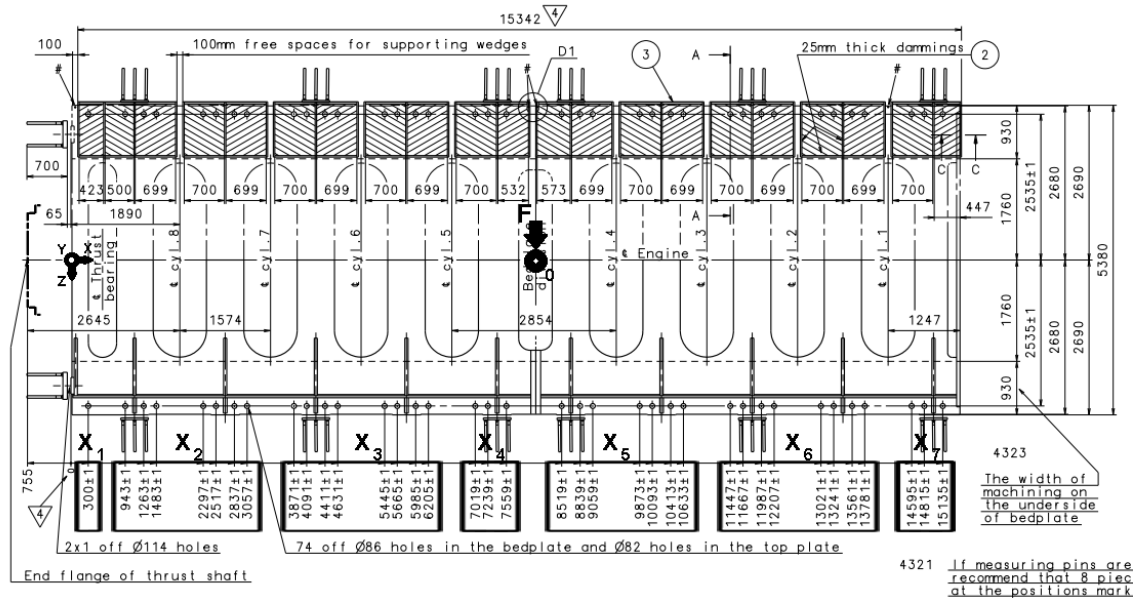 15342 4
100
100mm free spaces for supporting wedges
D1
3
A
25mm thick dammings
2
#
#
#
930
C
C
700
423 500 699 700 699 700 699 700 699 700 532 573 699 700 699 700 699 700 699 700
447
1760
2535±1
2680
2690
65
1890
A
F
Y
X
Z
0
5380
℄ Thrust
bearing
℄ cyl.8
℄ cyl.7
℄ cyl.6
℄ cyl.5
℄ cyl.4
℄ Engine
℄ cyl.3
℄ cyl.2
℄ cyl.1
2645
1574
2854
1247
1760
2535±1
2680
2690
930
X1
X2
X3
X4
X5
X6
X7
755
0
4
3000±1
943±1
1263±1
1483±1
2297±1
2517±1
2837±1
3057±1
3871±1
4091±1
4411±1
4631±1
5445±1
5665±1
5985±1
6205±1
7019±1
7239±1
7559±1
8519±1
8839±1
9059±1
9873±1
10093±1
10413±1
10633±1
11447±1
11667±1
11987±1
12207±1
13021±1
13241±1
13561±1
13781±1
14595±1
14815±1
15135±1
4323
The width of
machining on
the underside
of bedplate
2x1 off Ø114 holes
74 off Ø86 holes in the bedplate and Ø82 holes in the top plate
End flange of thrust shaft
4321 If measuring pins are
recommend that 8 piec
at the positions mark